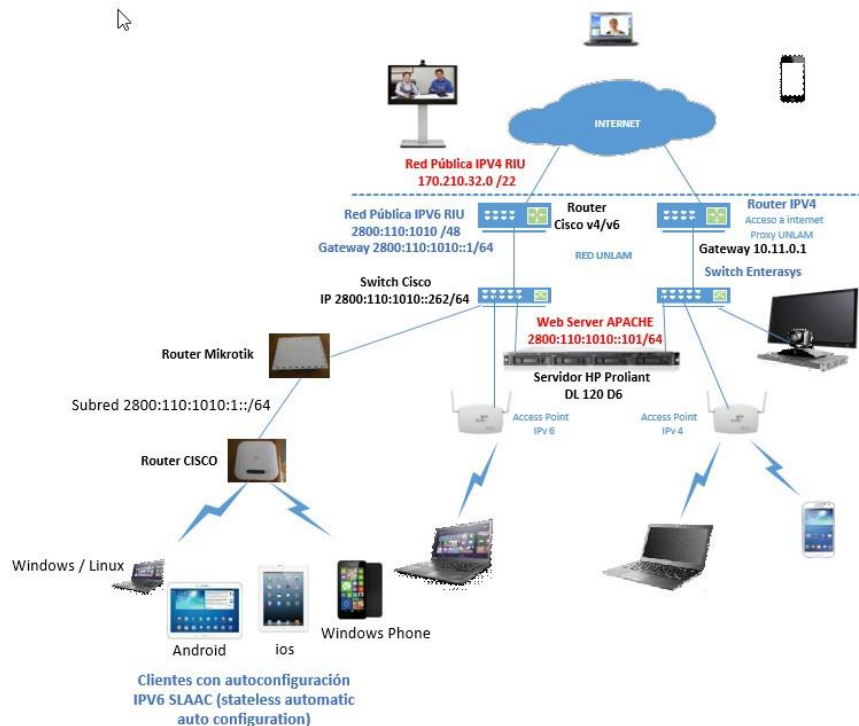 INTERNET
Red Pública IPV4 RIU
170.210.32.0 /22
Red Pública IPV6 RIU
2800:110:1010 /48
Gateway 2800:110:1010::1/64
Router
Cisco v4/v6
Router IPV4
Acceso a internet
Proxy UNLAM
Gateway 10.11.0.1
RED UNLAM
Switch Cisco
IP 2800:110:1010::262/64
Switch Enterasys
Web Server APACHE
2800:110:1010::101/64
Router Mikrotik
Servidor HP Proliant
DL 120 D6
Subred 2800:110:1010:1::/64
Access Point
IPv 6
Access Point
IPv 4
Router CISCO
Windows / Linux
Android
ios
Windows Phone
Clientes con autoconfiguración
IPV6 SLAAC (stateless automatic
auto configuration)